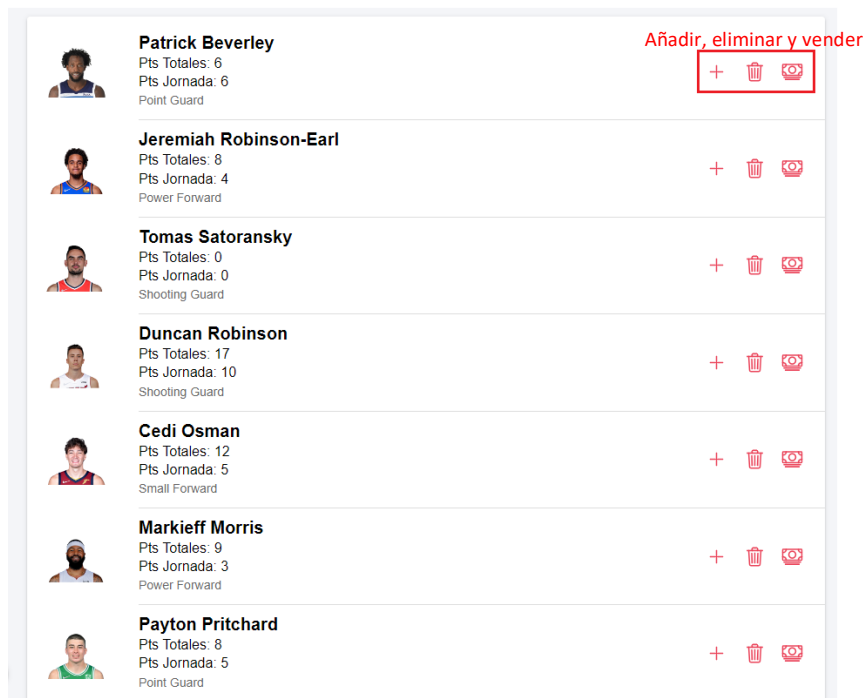 Patrick Beverley
Añadir, eliminar y vender
Pts Totales: 6
Pts Jornada: 6
Point Guard
Jeremiah Robinson-Earl
Pts Totales: 8
Pts Jornada: 4
Power Forward
Tomas Satoransky
Pts Totales: 0
Pts Jornada: 0
Shooting Guard
Duncan Robinson
Pts Totales: 17
Pts Jornada: 10
Shooting Guard
Cedi Osman
Pts Totales: 12
Pts Jornada: 5
Small Forward
Markieff Morris
Pts Totales: 9
Pts Jornada: 3
Power Forward
Payton Pritchard
Pts Totales: 8
Pts Jornada: 5
Point Guard